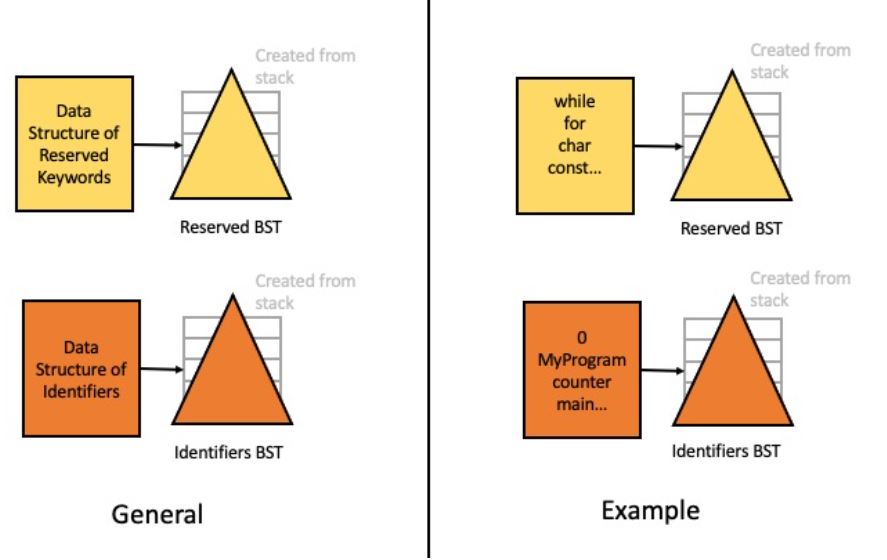 Created from
stack
Data
Structure of
Reserved
Keywords
Reserved BST
Created from
stack
Data
Structure of
Identifiers
Identifiers BST
General
Created from
stack
while
for
char
const...
Reserved BST
Created from
stack
0
MyProgram
counter
main...
Identifiers BST
Example